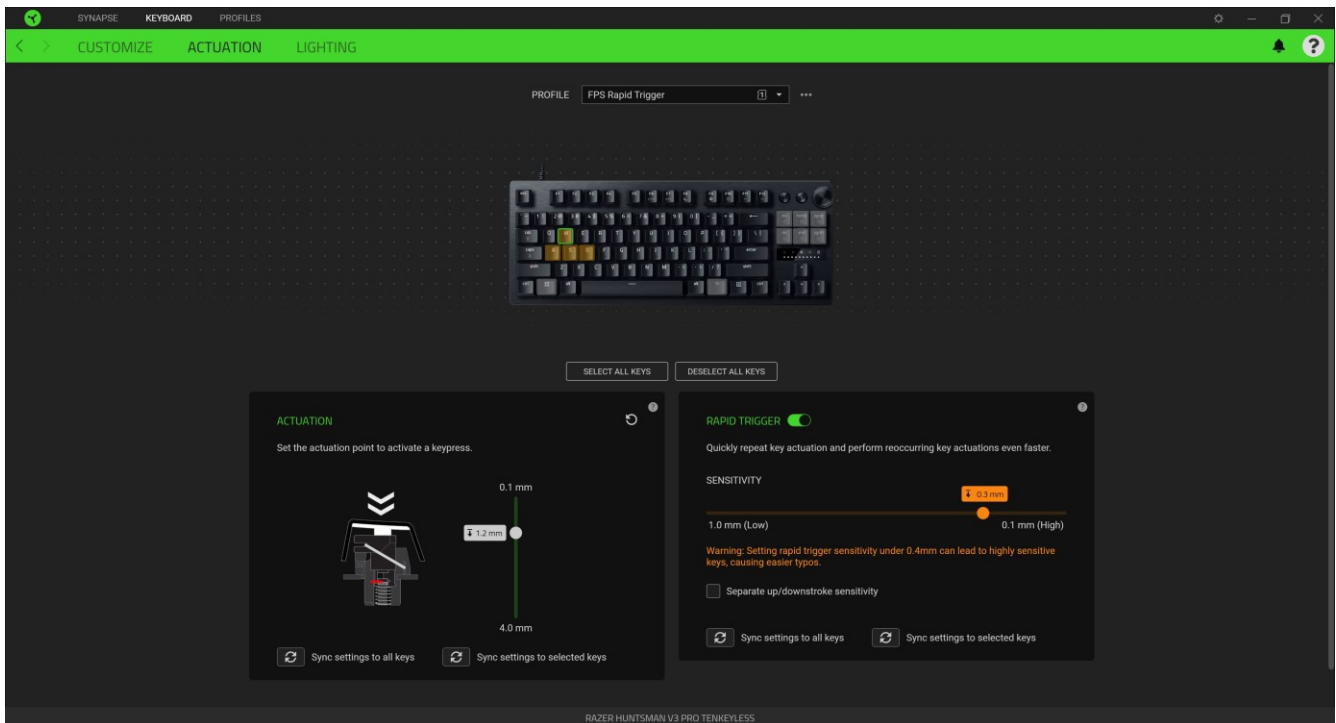 SYNAPSE KEYBOARD PROFILES
CUSTOMIZE ACTUATION LIGHTING
PROFILE FPS Rapid Trigger 1
SELECT ALL KEYS DESELECT ALL KEYS
ACTUATION
Set the actuation point to activate a keypress.
0.1 mm
1.2 mm
4.0 mm
Sync settings to all keys Sync settings to selected keys
RAPID TRIGGER
Quickly repeat key actuation and perform reoccurring key actuations even faster.
SENSITIVITY
0.3 mm
1.0 mm (Low) 0.1 mm (High)
Warning: Setting rapid trigger sensitivity under 0.4mm can lead to highly sensitive
keys, causing easier typos.
Separate up/downstroke sensitivity
Sync settings to all keys Sync settings to selected keys
RAZER HUNTSMAN V3 PRO TENKEYLESS